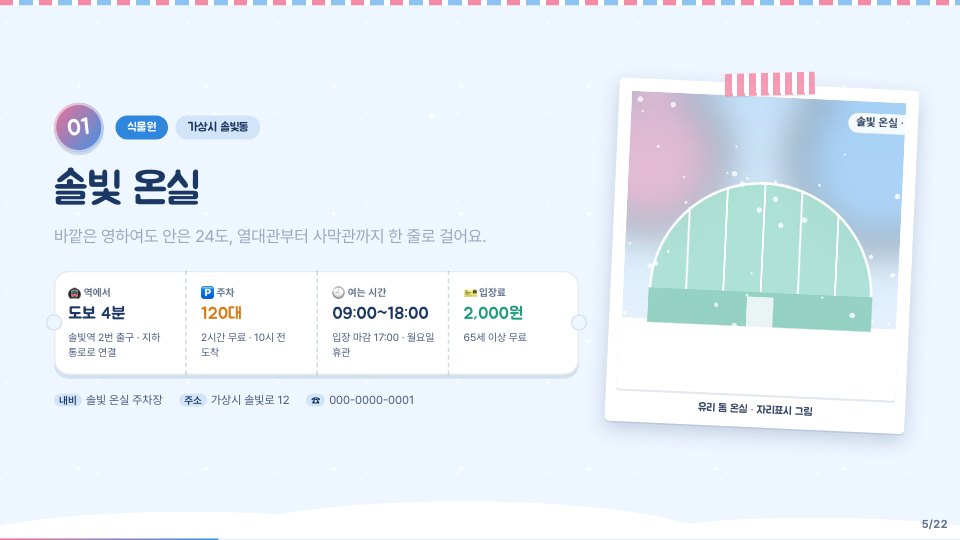 01
식물원
가상시 솔빛동
솔빛 온실
바깥은 영하여도 안은 24도, 열대관부터 사막관까지 한 줄로 걸어요.
역에서
도보 4분
솔빛역 2번 출구 · 지하
통로로 연결
P 주차
120대
2시간 무료 · 10시 전
도착
여는 시간
09:00~18:00
입장 마감 17:00 · 월요일
휴관
입장료
2,000원
65세 이상 무료
내비 솔빛 온실 주차장
주소 가상시 솔빛로 12
☎ 000-0000-0001
솔빛 온실 ·
유리 돔 온실 · 자리표시 그림
5/22